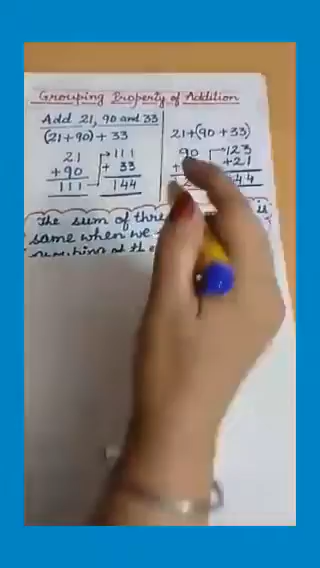 Grouping Property of Addition
Add 21, 90 and 33
(21+90) + 33
21
+ 90
111
111
+ 33
144
21+(90+33)
90
+
123
+21
44
The sum of is
same when we